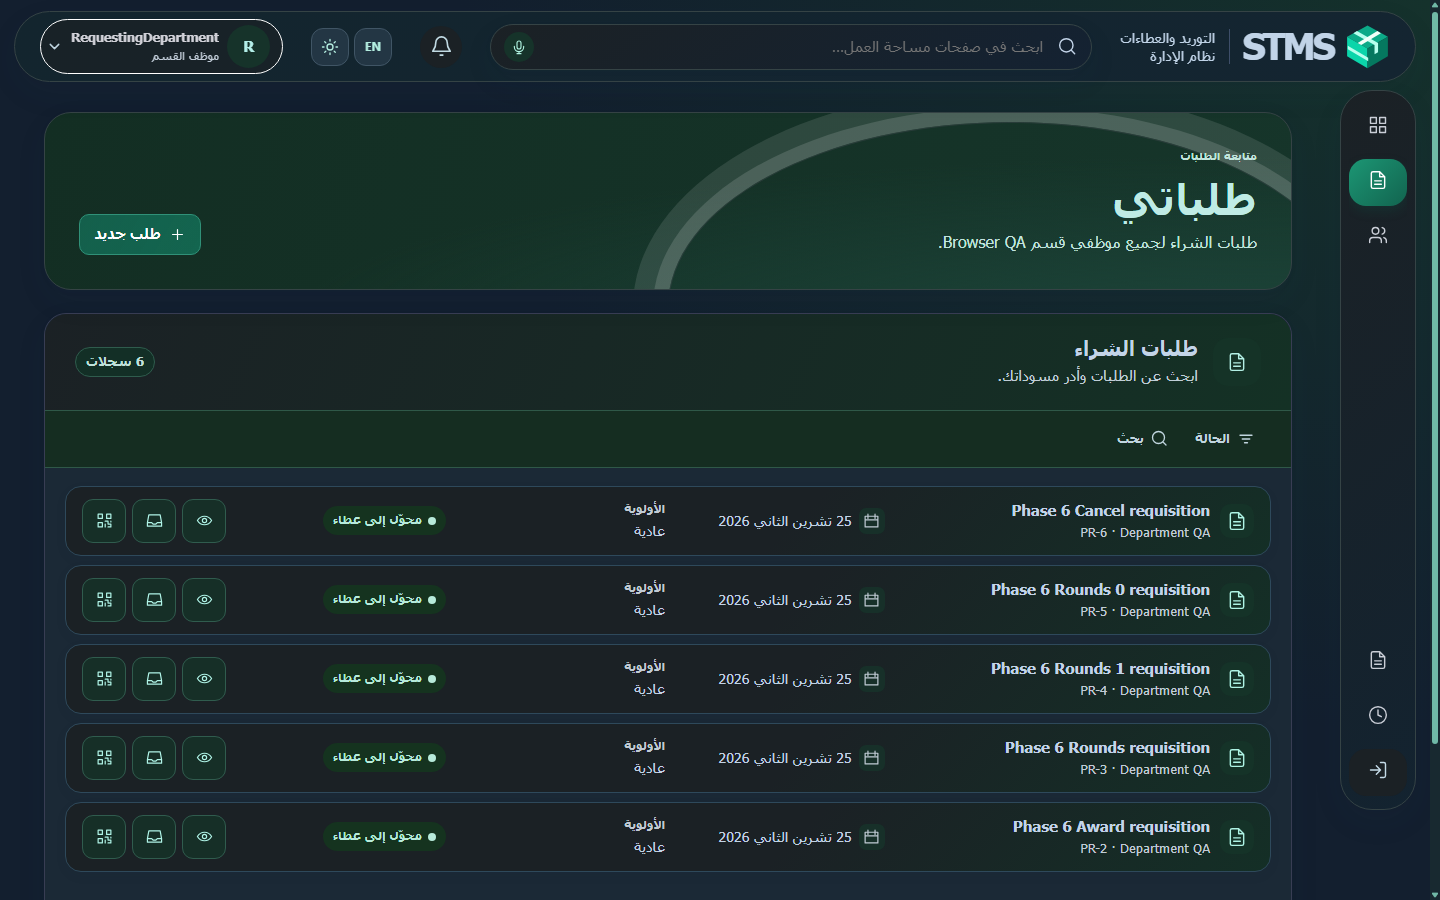 STMS
التوريد والعطاءات
نظام الإدارة
ابحث في صفحات مساحة العمل...
EN
R
RequestingDepartment
موظف القسم
متابعة الطلبات
طلباتي
طلبات الشراء لجميع موظفي قسم Browser QA.
طلب جديد
طلبات الشراء
ابحث عن الطلبات وأدر مسوداتك.
6 سجلات
الحالة
بحث
Phase 6 Cancel requisition
PR-6 · Department QA
25 تشرين الثاني 2026
الأولوية
عادية
محوّل إلى عطاء
Phase 6 Rounds 0 requisition
PR-5 · Department QA
25 تشرين الثاني 2026
الأولوية
عادية
محوّل إلى عطاء
Phase 6 Rounds 1 requisition
PR-4 · Department QA
25 تشرين الثاني 2026
الأولوية
عادية
محوّل إلى عطاء
Phase 6 Rounds requisition
PR-3 · Department QA
25 تشرين الثاني 2026
الأولوية
عادية
محوّل إلى عطاء
Phase 6 Award requisition
PR-2 · Department QA
25 تشرين الثاني 2026
الأولوية
عادية
محوّل إلى عطاء